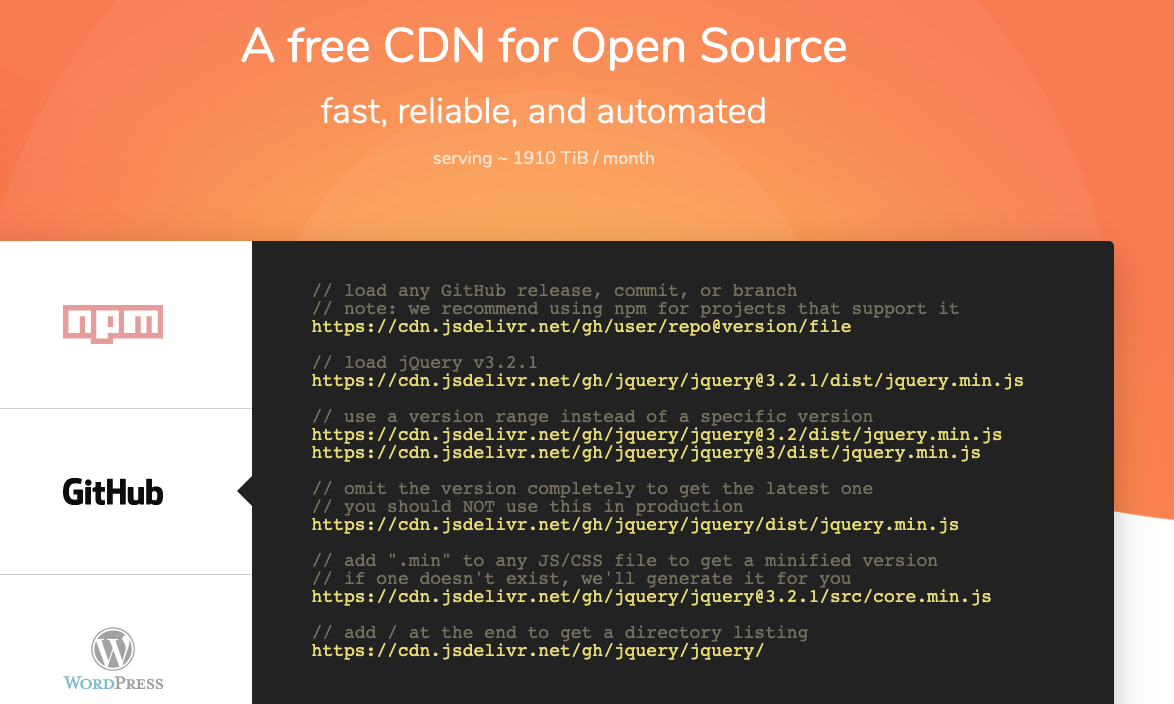 A free CDN for Open Source
fast, reliable, and automated
serving ~ 1910 TiB / month
npm
GitHub
WORDPRESS
// load any GitHub release, commit, or branch
// note: we recommend using npm for projects that support it
https://cdn.jsdelivr.net/gh/user/repo@version/file
// load jQuery v3.2.1
https://cdn.jsdelivr.net/gh/jquery/jquery@3.2.1/dist/jquery.min.js
// use a version range instead of a specific version
https://cdn.jsdelivr.net/gh/jquery/jquery@3.2/dist/jquery.min.js
https://cdn.jsdelivr.net/gh/jquery/jquery@3/dist/jquery.min.js
// omit the version completely to get the latest one
// you should NOT use this in production
https://cdn.jsdelivr.net/gh/jquery/jquery/dist/jquery.min.js
// add ".min" to any JS/CSS file to get a minified version
// if one doesn't exist, we'll generate it for you
https://cdn.jsdelivr.net/gh/jquery/jquery@3.2.1/src/core.min.js
// add / at the end to get a directory listing
https://cdn.jsdelivr.net/gh/jquery/jquery/